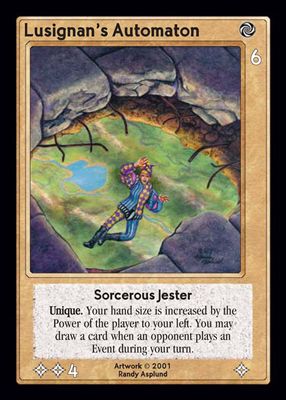 Lusignan's Automaton
6
Sorcerous Jester
Unique. Your hand size is increased by the
Power of the player to your left. You may
draw a card when an opponent plays an
Event during your turn.
4
Artwork © 2001
Randy Asplund